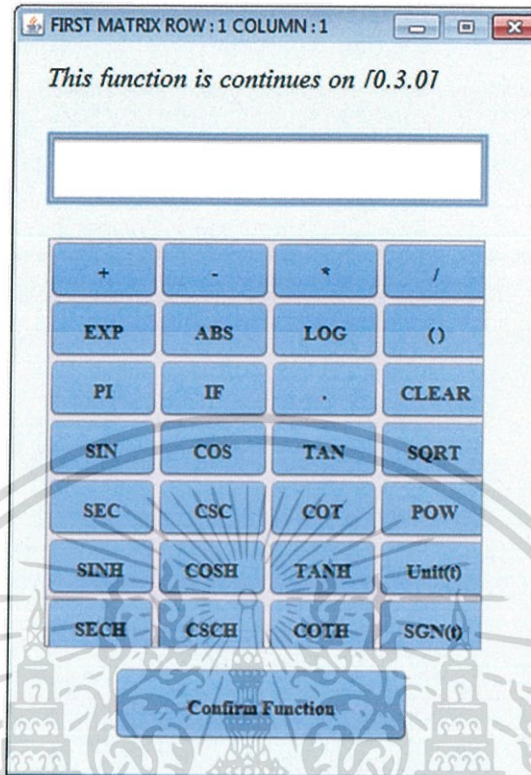 FIRST MATRIX ROW : 1 COLUMN : 1
This function is continues on [0.3.0]
+ - * /
EXP ABS LOG ()
PI IF . CLEAR
SIN COS TAN SQRT
SEC CSC COT POW
SINH COSH TANH Unit(t)
SECH CSCH COTH SGN(t)
Confirm Function